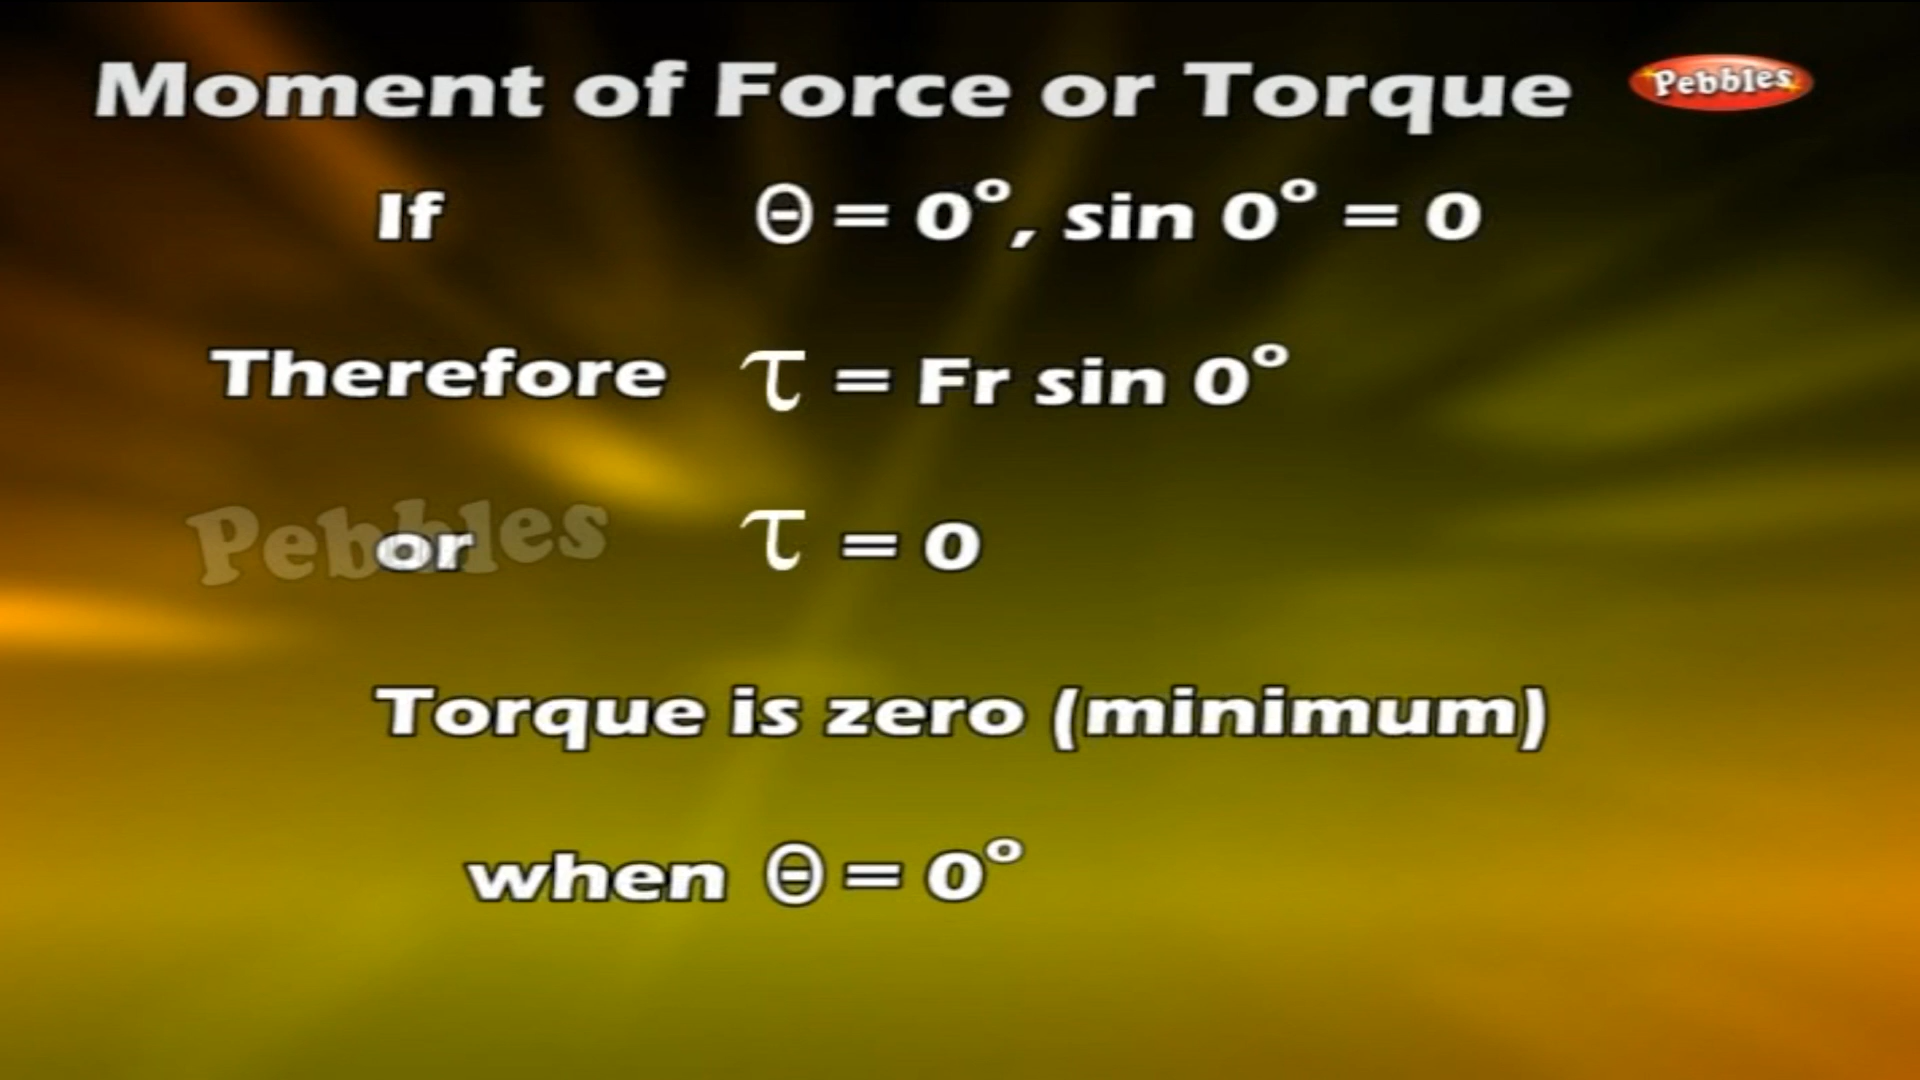 Moment of Force or Torque
Pebbles
If θ = 0°, sin 0° = 0
Therefore τ = Fr sin 0°
Pebbles
or τ = 0
Torque is zero (minimum)
when θ = 0°